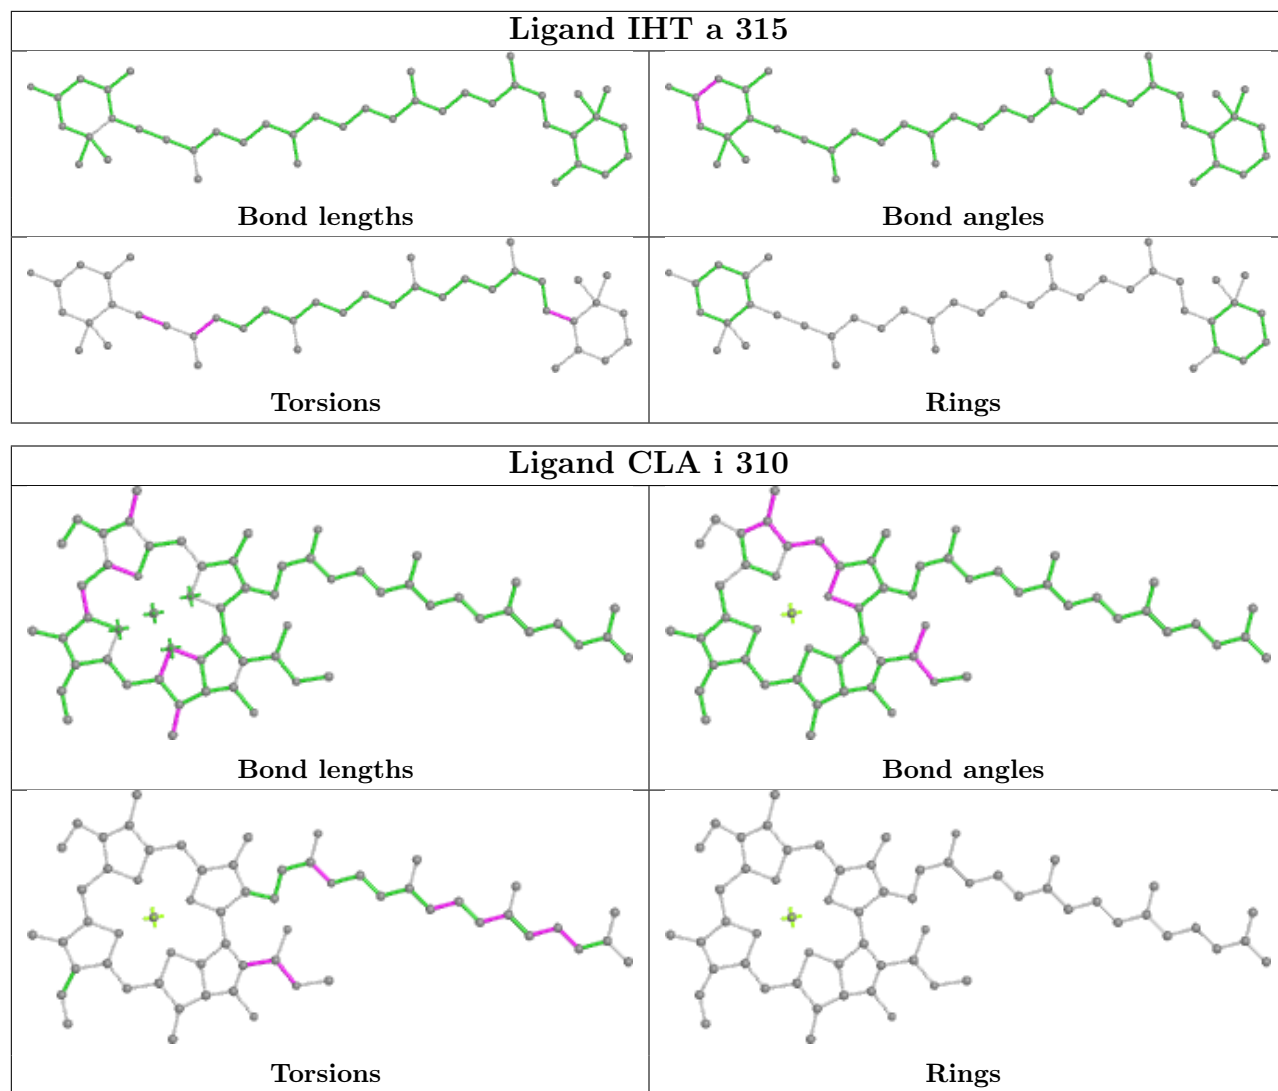 Ligand IHT a 315
Bond lengths
Bond angles
Torsions
Rings
Ligand CLA i 310
Bond lengths
Bond angles
Torsions
Rings